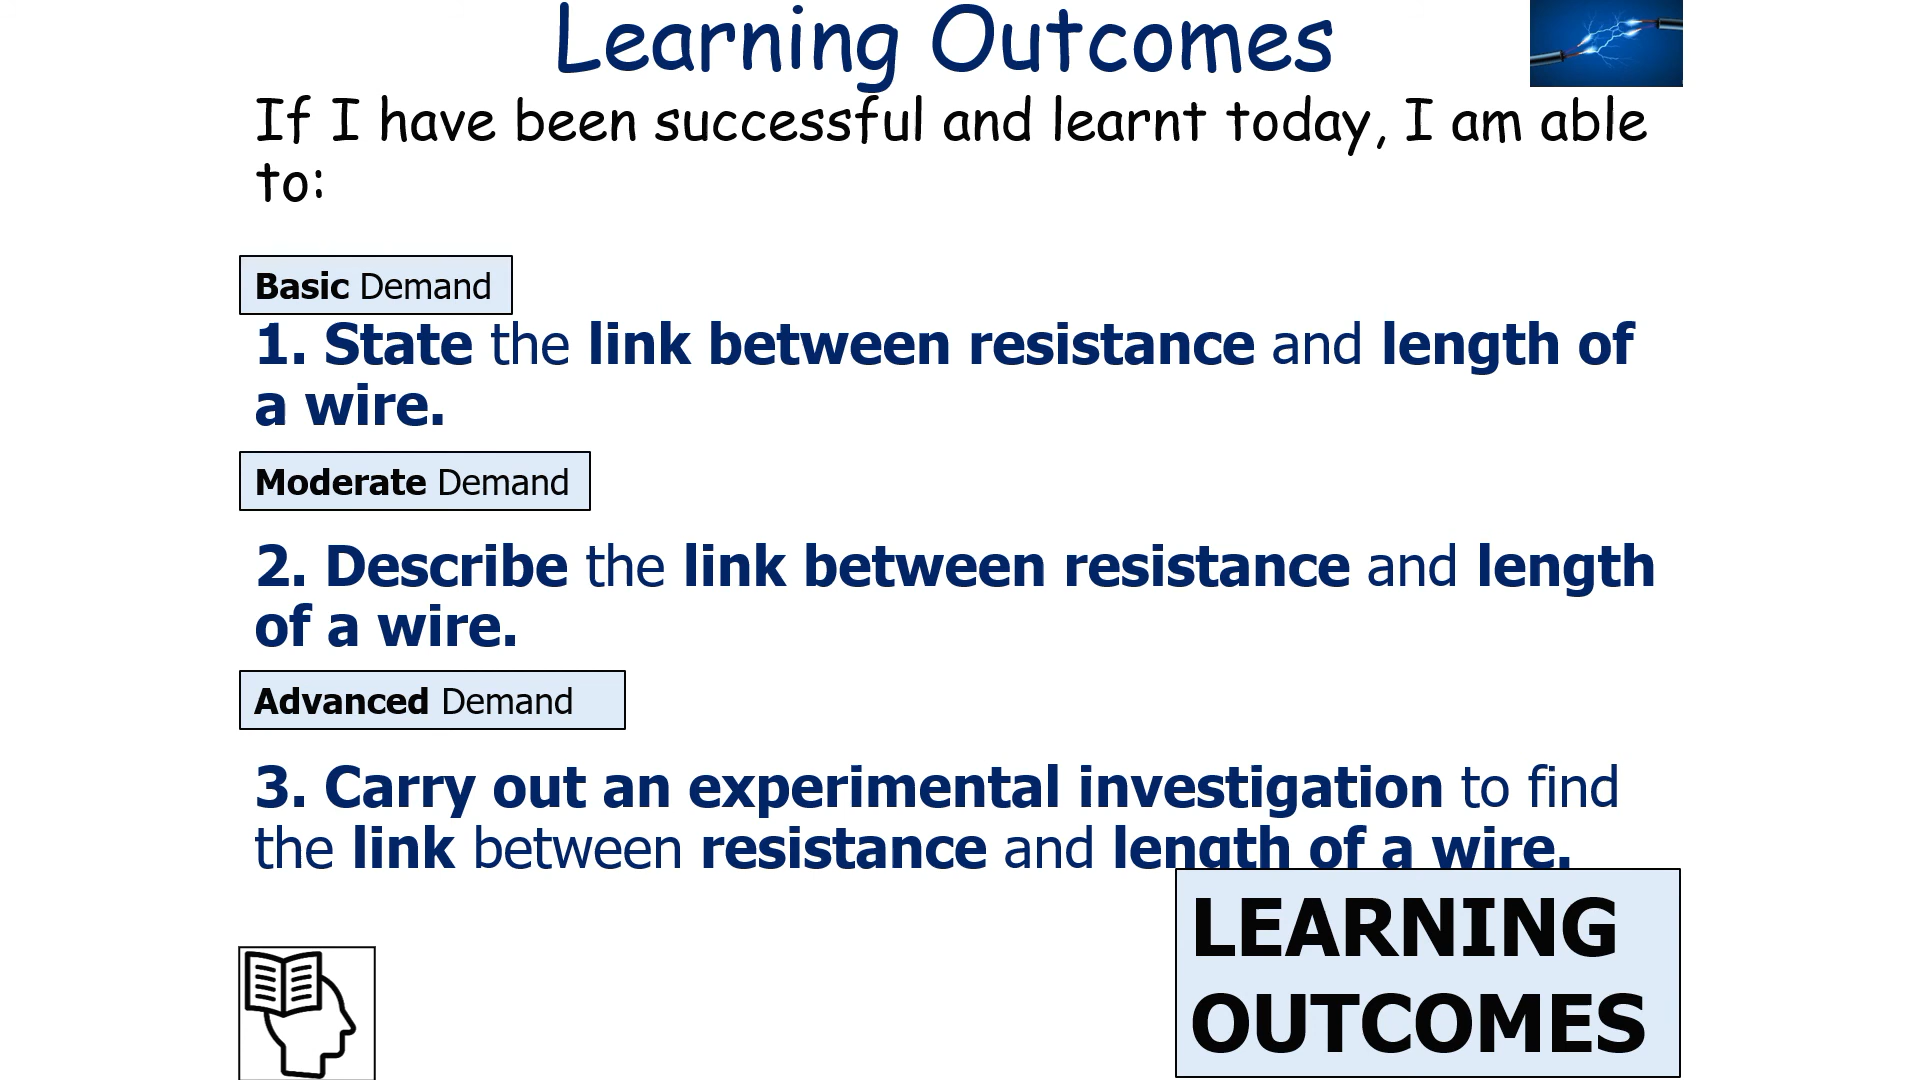 Learning Outcomes
If I have been successful and learnt today, I am able
to:
Basic Demand
1. State the link between resistance and length of
a wire.
Moderate Demand
2. Describe the link between resistance and length
of a wire.
Advanced Demand
3. Carry out an experimental investigation to find
the link between resistance and length of a wire.
LEARNING
OUTCOMES